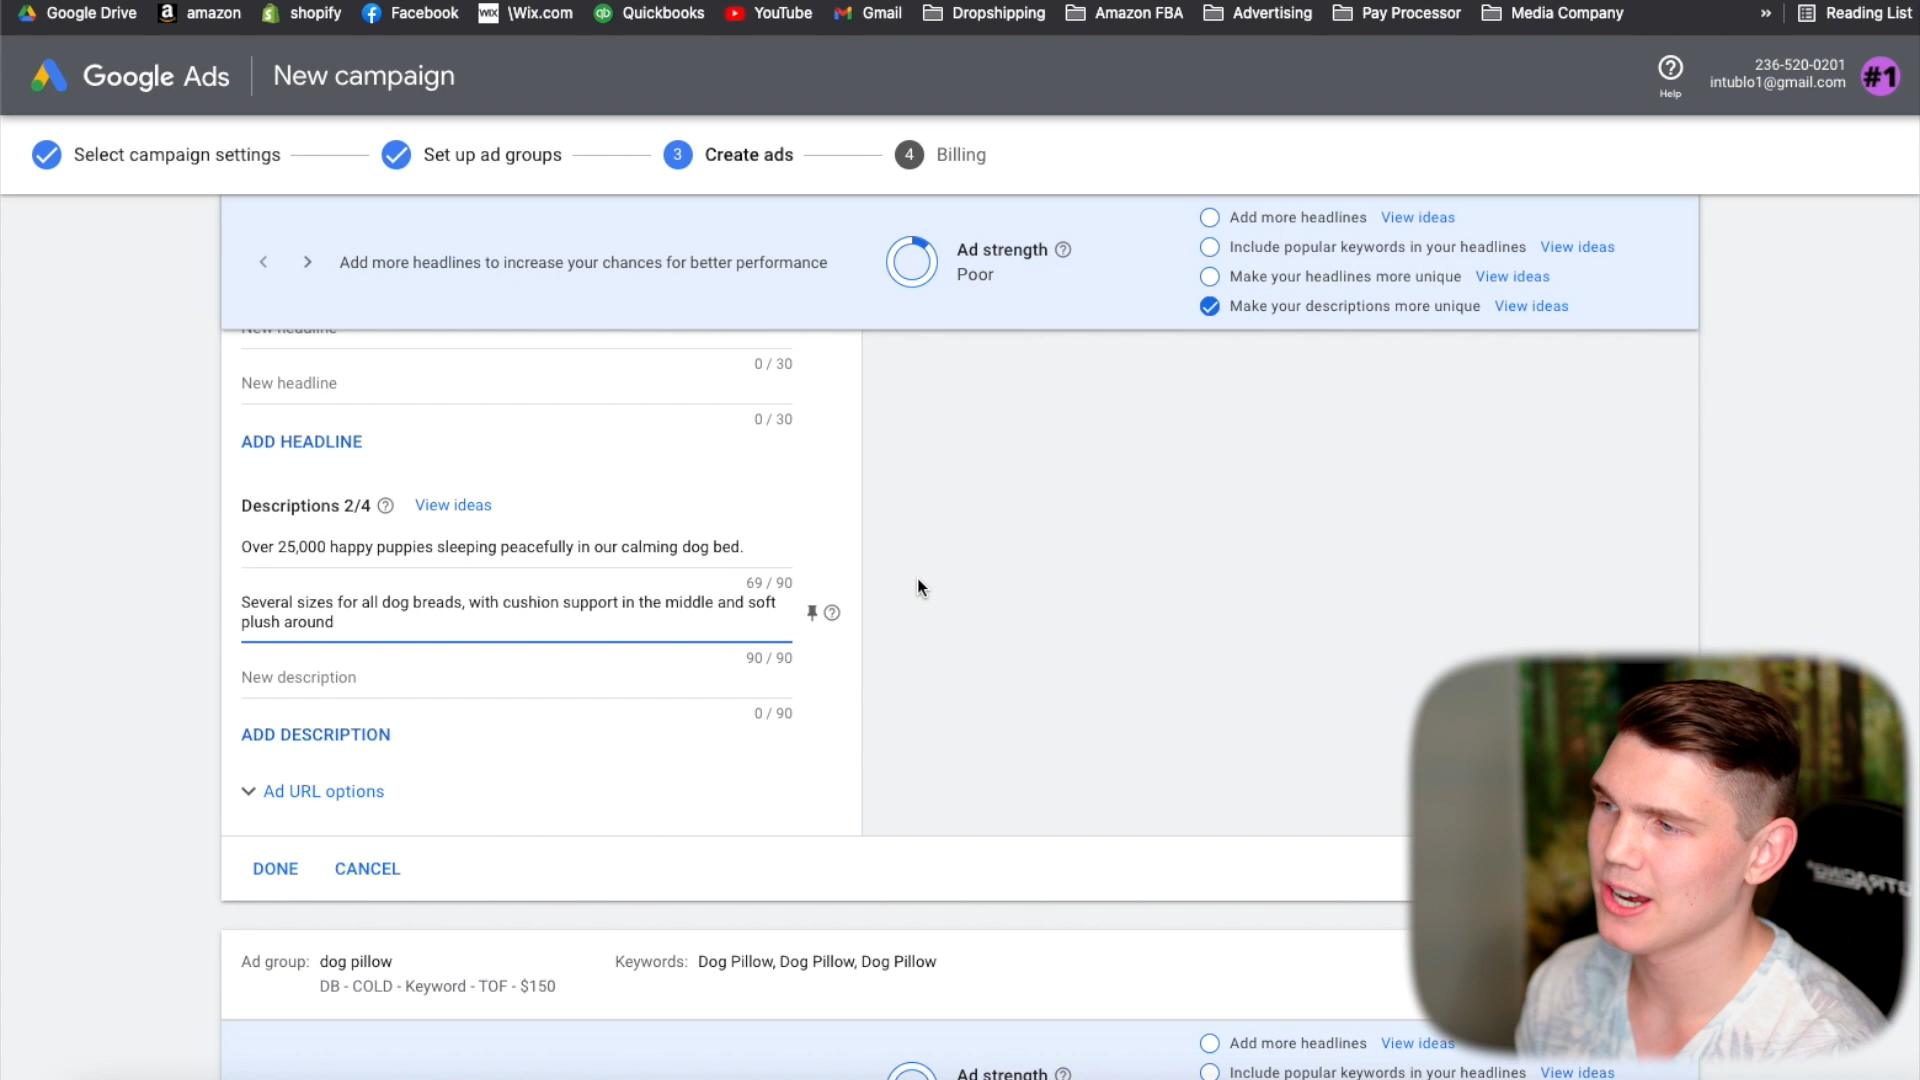 Google Drive amazon shopify Facebook WIX \Wix.com qb Quickbooks YouTube Gmail Dropshipping Amazon FBA Advertising Pay Processor Media Company » Reading List
Google Ads New campaign
Help
236-520-0201
intublo1@gmail.com
#1
Select campaign settings Set up ad groups 3 Create ads 4 Billing
Add more headlines to increase your chances for better performance
Ad strength
Poor
Add more headlines View ideas
Include popular keywords in your headlines View ideas
Make your headlines more unique View ideas
Make your descriptions more unique View ideas
New headline
0 / 30
New headline
0 / 30
ADD HEADLINE
Descriptions 2/4 View ideas
Over 25,000 happy puppies sleeping peacefully in our calming dog bed.
69 / 90
Several sizes for all dog breads, with cushion support in the middle and soft
plush around
90 / 90
New description
0 / 90
ADD DESCRIPTION
Ad URL options
DONE CANCEL
Ad group: dog pillow
DB - COLD - Keyword - TOF - $150
Keywords: Dog Pillow, Dog Pillow, Dog Pillow
Ad strength
Add more headlines View ideas
Include popular keywords in your headlines View ideas